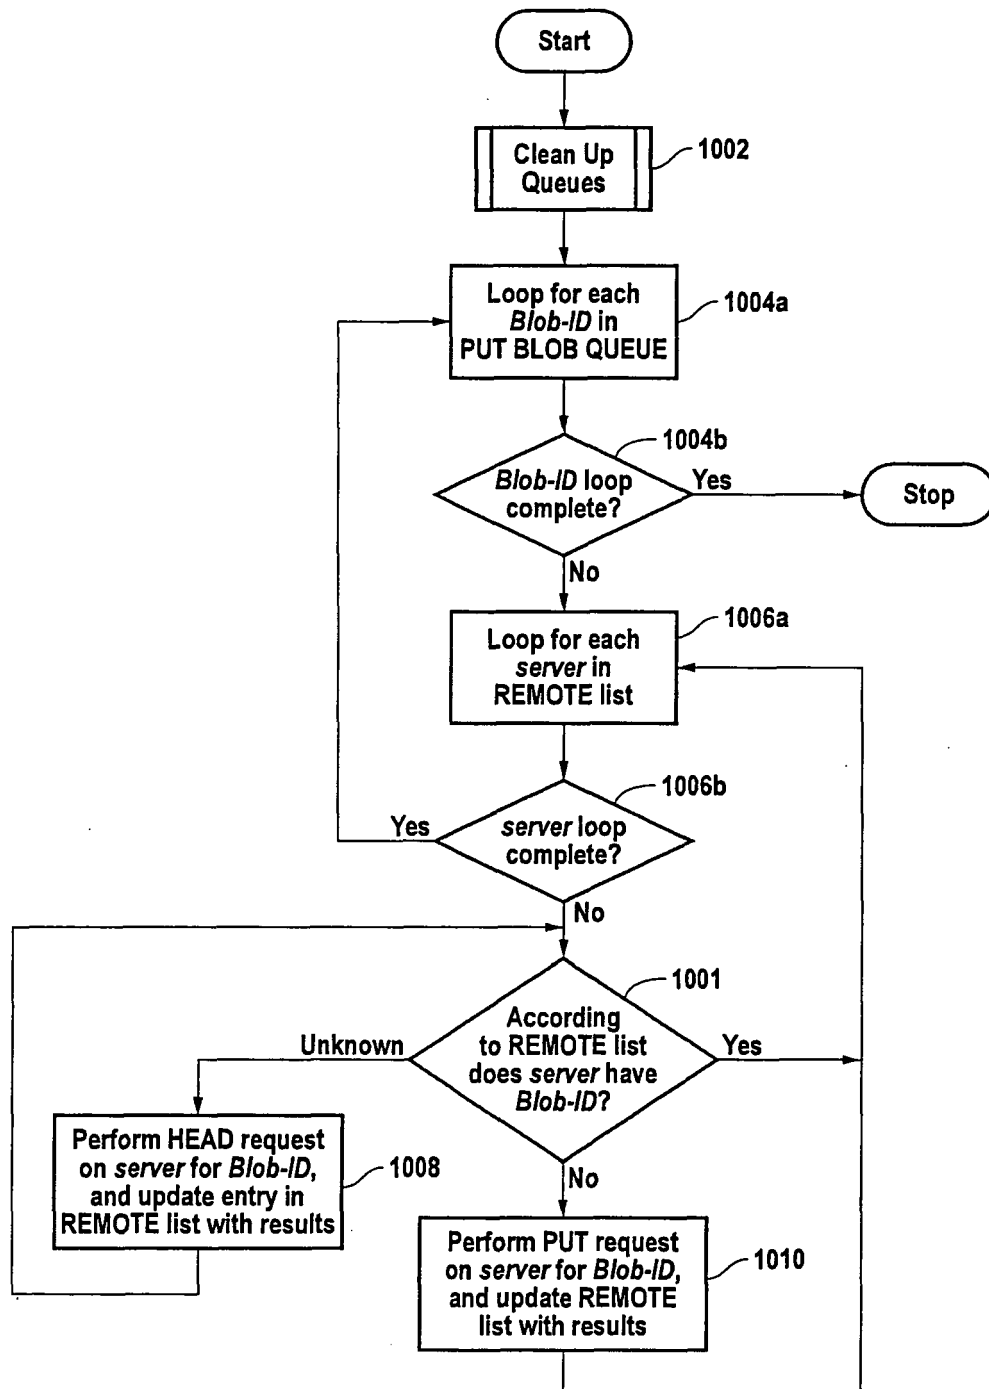 Start
Clean Up
Queues
1002
Loop for each
Blob-ID in
PUT BLOB QUEUE
1004a
1004b
Blob-ID loop
complete?
Yes
Stop
No
1006a
Loop for each
server in
REMOTE list
1006b
Yes
server loop
complete?
No
1001
According
to REMOTE list
does server have
Blob-ID?
Unknown
Yes
Perform HEAD request
on server for Blob-ID,
and update entry in
REMOTE list with results
1008
No
Perform PUT request
on server for Blob-ID,
and update REMOTE
list with results
1010